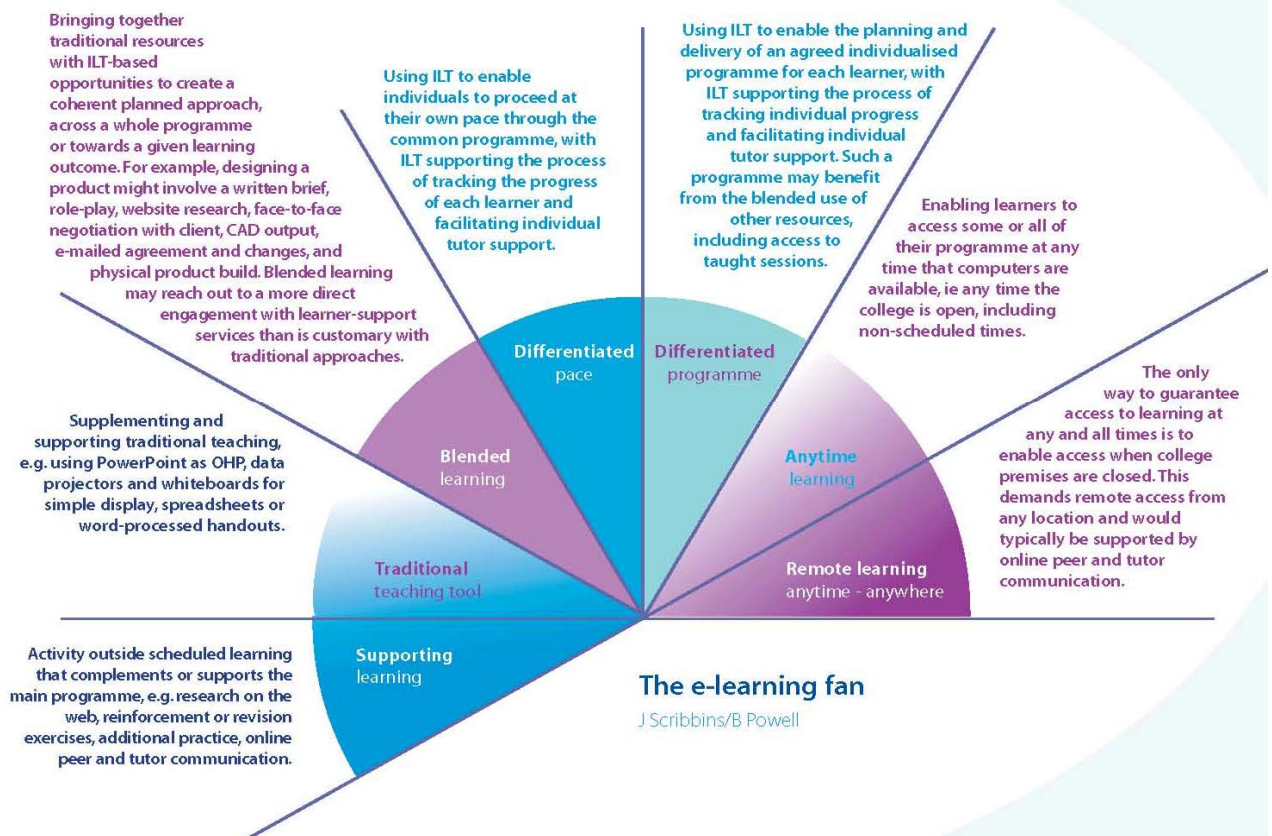 Bringing together
traditional resources
with ILT-based
opportunities to create a
coherent planned approach,
across a whole programme
or towards a given learning
outcome. For example, designing a
product might involve a written brief,
role-play, website research, face-to-face
negotiation with client, CAD output,
e-mailed agreement and changes, and
physical product build. Blended learning
may reach out to a more direct
engagement with learner-support
services than is customary with
traditional approaches.
Using ILT to enable
individuals to proceed at
their own pace through the
common programme, with
ILT supporting the process
of tracking the progress
of each learner and
facilitating individual
tutor support.
Using ILT to enable the planning and
delivery of an agreed individualised
programme for each learner, with
ILT supporting the process of
tracking individual progress
and facilitating individual
tutor support. Such a
programme may benefit
from the blended use of
other resources,
including access to
taught sessions.
Enabling learners to
access some or all of
their programme at any
time that computers are
available, ie any time the
college is open, including
non-scheduled times.
The only
way to guarantee
access to learning at
any and all times is to
enable access when college
premises are closed. This
demands remote access from
any location and would
typically be supported by
online peer and tutor
communication.
Supplementing and
supporting traditional teaching,
e.g. using PowerPoint as OHP, data
projectors and whiteboards for
simple display, spreadsheets or
word-processed handouts.
Activity outside scheduled learning
that complements or supports the
main programme, e.g. research on the
web, reinforcement or revision
exercises, additional practice, online
peer and tutor communication.
Differentiated
pace
Differentiated
programme
Blended
learning
Anytime
learning
Traditional
teaching tool
Remote learning
anytime - anywhere
Supporting
learning
The e-learning fan
J Scribbins/B Powell